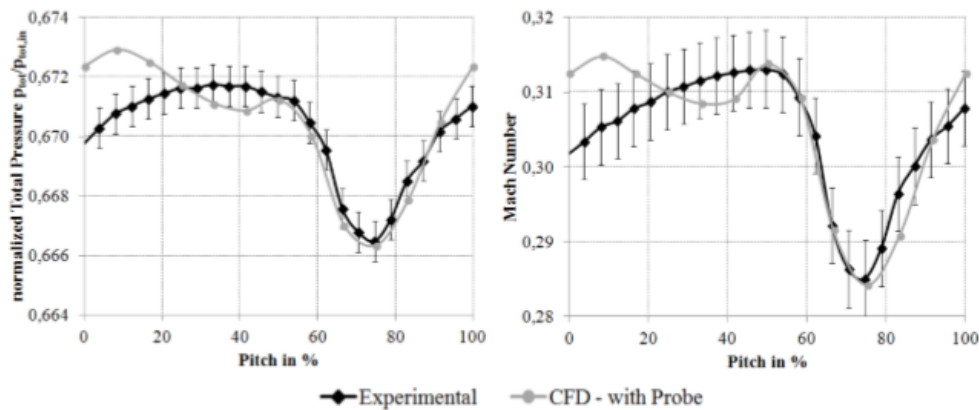 0,674
0,672
0,670
0,668
0,666
0,664
normalized Total Pressure ptot/ptot,in
0 20 40 60 80 100
Pitch in %
0,32
0,31
0,30
0,29
0,28
Mach Number
0 20 40 60 80 100
Pitch in %
Experimental CFD - with Probe